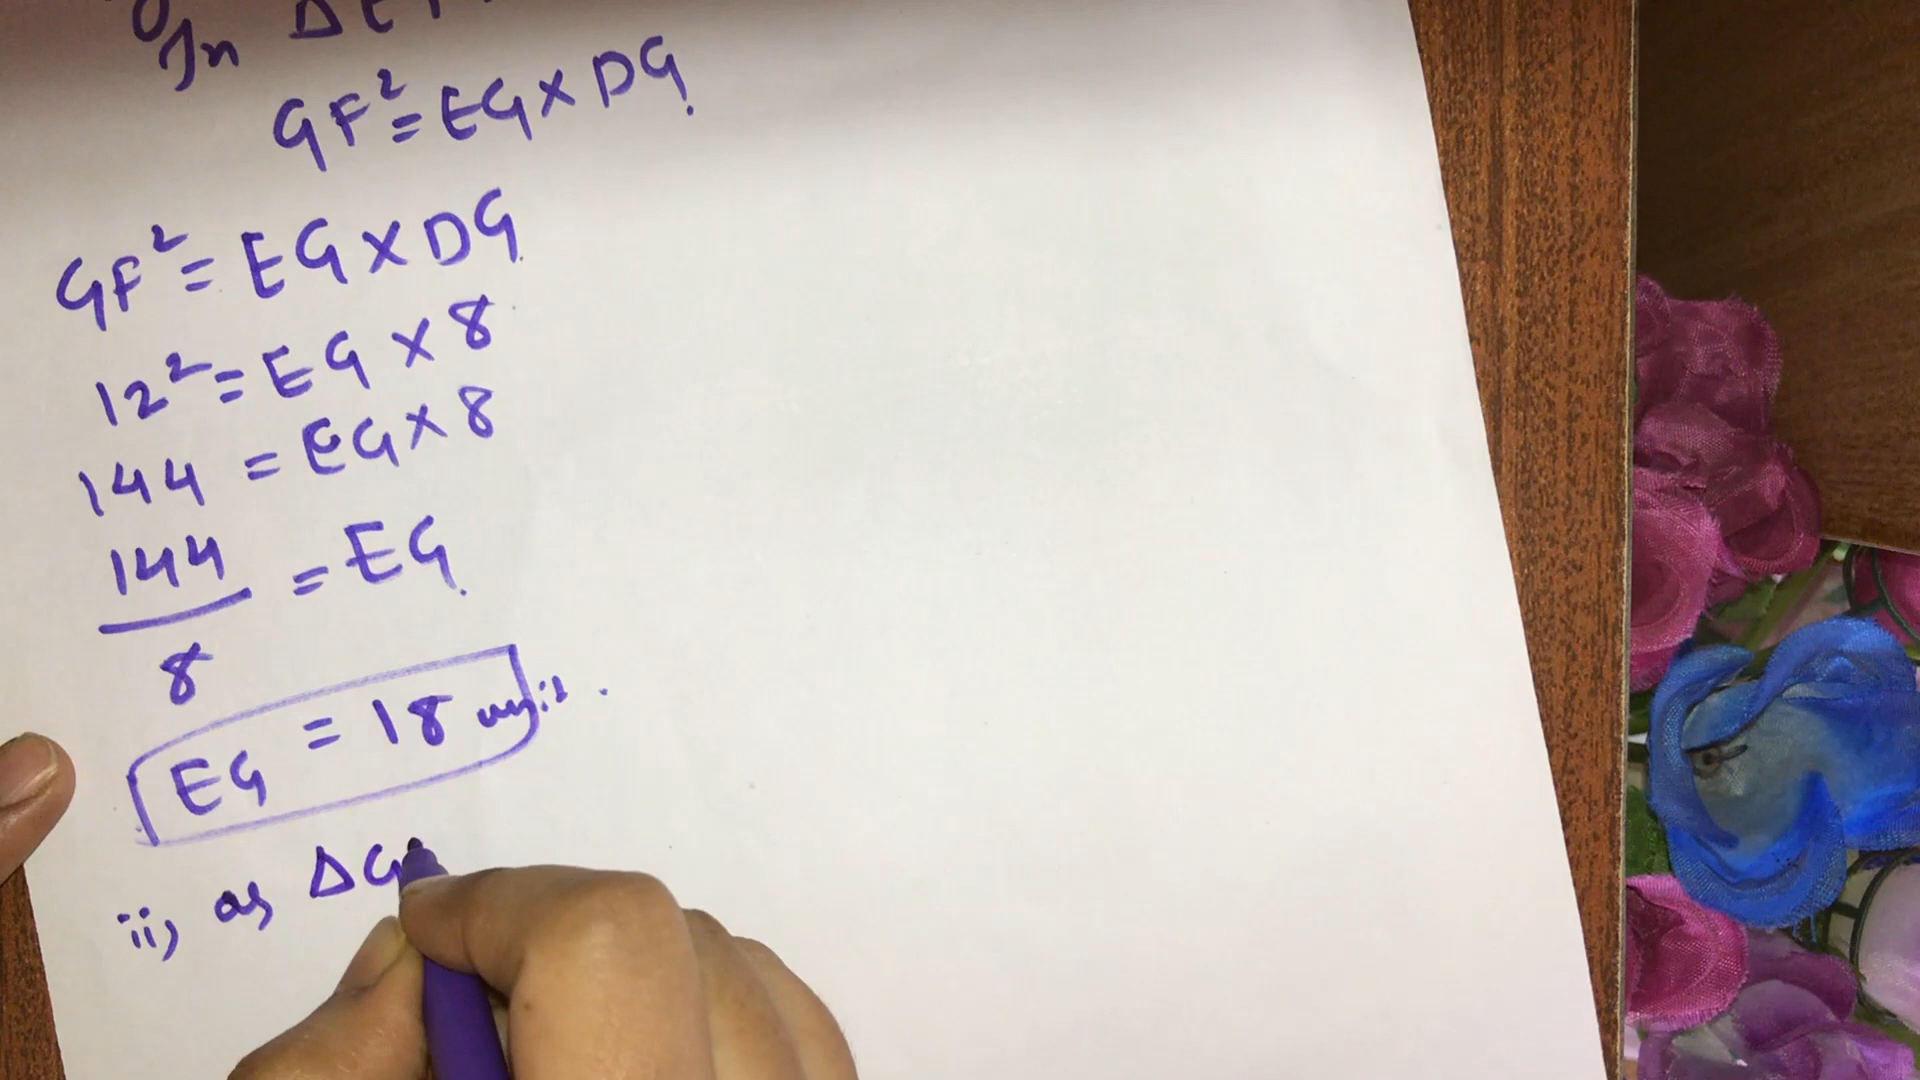 In
GF² = EG × DG
GF² = EG × DG
12² = EG × 8
144 = EG × 8
144/8 = EG
EG = 18 unit.
ii, as ΔG